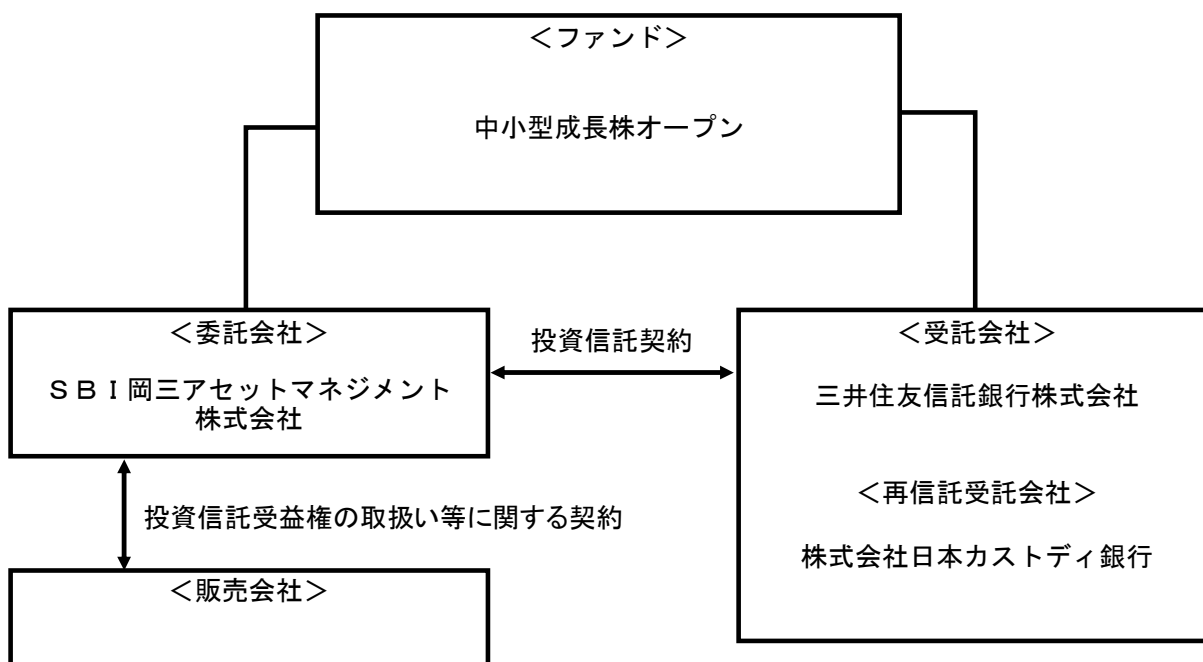 ＜ファンド＞
中小型成長株オープン
＜委託会社＞
ＳＢＩ岡三アセットマネジメント
株式会社
投資信託契約
＜受託会社＞
三井住友信託銀行株式会社
＜再信託受託会社＞
株式会社日本カストディ銀行
投資信託受益権の取扱い等に関する契約
＜販売会社＞